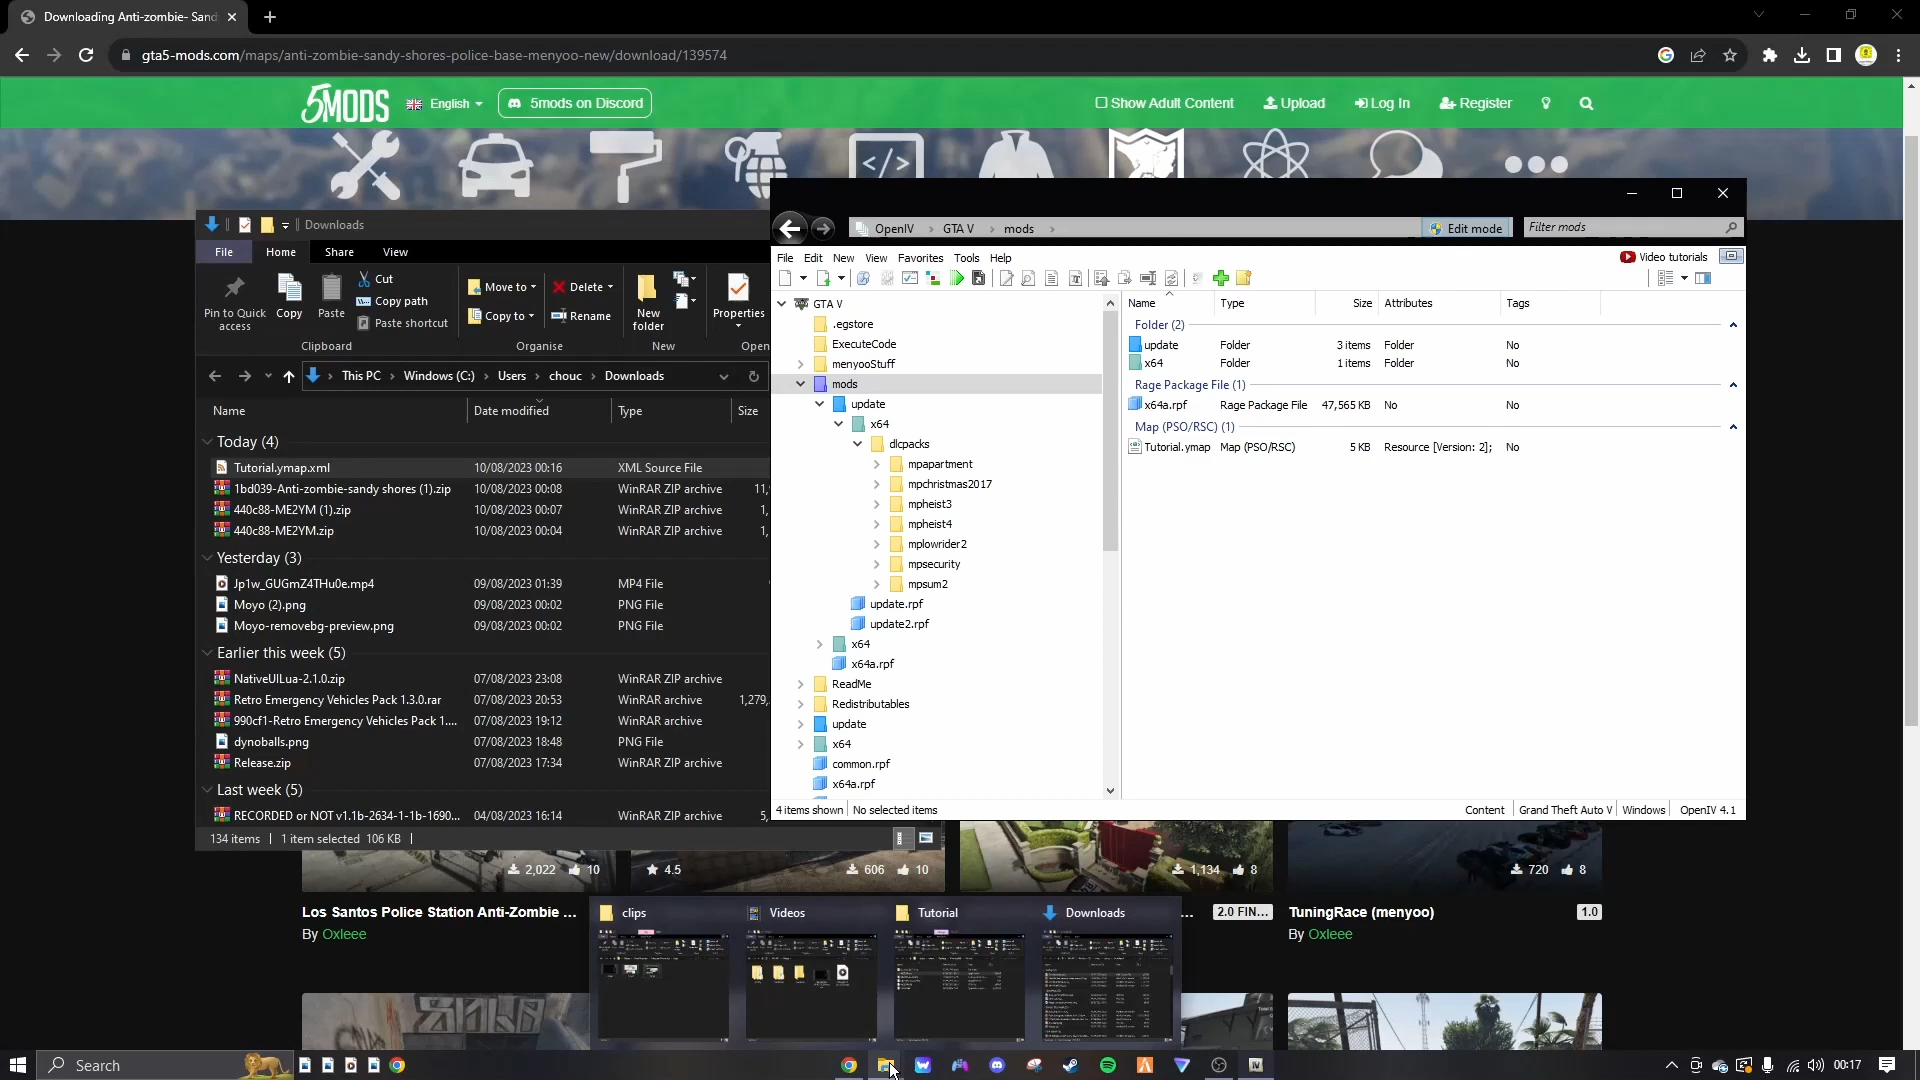 Downloading Anti-zombie- Sand
gta5-mods.com/maps/anti-zombie-sandy-shores-police-base-menyoo-new/download/139574
5MODS
English
5mods on Discord
Show Adult Content
Upload
Log In
Register
Downloads
File
Home
Share
View
Pin to Quick access
Copy
Paste
Cut
Copy path
Paste shortcut
Clipboard
Move to
Copy to
Delete
Rename
Organise
New folder
New
Properties
Open
This PC > Windows (C:) > Users > chouc > Downloads
Name Date modified Type Size
Today (4)
Tutorial.ymap.xml 10/08/2023 00:16 XML Source File
1bd039-Anti-zombie-sandy shores (1).zip 10/08/2023 00:08 WinRAR ZIP archive 11,
440c88-ME2YM (1).zip 10/08/2023 00:07 WinRAR ZIP archive 1,
440c88-ME2YM.zip 10/08/2023 00:04 WinRAR ZIP archive 1,
Yesterday (3)
Jp1w_GUGmZ4THu0e.mp4 09/08/2023 01:39 MP4 File
Moyo (2).png 09/08/2023 00:02 PNG File
Moyo-removebg-preview.png 09/08/2023 00:02 PNG File
Earlier this week (5)
NativeUILua-2.1.0.zip 07/08/2023 23:08 WinRAR ZIP archive
Retro Emergency Vehicles Pack 1.3.0.rar 07/08/2023 20:53 WinRAR archive 1,279,
990cf1-Retro Emergency Vehicles Pack 1.... 07/08/2023 19:12 WinRAR archive
dynoballs.png 07/08/2023 18:48 PNG File
Release.zip 07/08/2023 17:34 WinRAR ZIP archive
Last week (5)
RECORDED or NOT v1.1b-2634-1-1b-1690... 04/08/2023 16:14 WinRAR ZIP archive 5,
134 items | 1 item selected 106 KB |
OpenIV > GTA V > mods >
Edit mode
Filter mods
File Edit New View Favorites Tools Help
Video tutorials
GTA V
.egstore
ExecuteCode
menyooStuff
mods
update
x64
dlcpacks
mpapartment
mpchristmas2017
mpheist3
mpheist4
mplowrider2
mpsecurity
mpsum2
update.rpf
update2.rpf
x64
x64a.rpf
ReadMe
Redistributables
update
x64
common.rpf
x64a.rpf
Name Type Size Attributes Tags
Folder (2)
update Folder 3 items Folder No
x64 Folder 1 items Folder No
Rage Package File (1)
x64a.rpf Rage Package File 47,565 KB No No
Map (PSO/RSC) (1)
Tutorial.ymap Map (PSO/RSC) 5 KB Resource [Version: 2]; No
4 items shown No selected items
Content Grand Theft Auto V Windows OpenIV 4.1
2,022 10
4.5 606 10
1,134 8
720 8
Los Santos Police Station Anti-Zombie ...
By Oxleee
... 2.0 FIN...
TuningRace (menyoo) 1.0
By Oxleee
clips
Videos
Tutorial
Downloads
Search
00:17